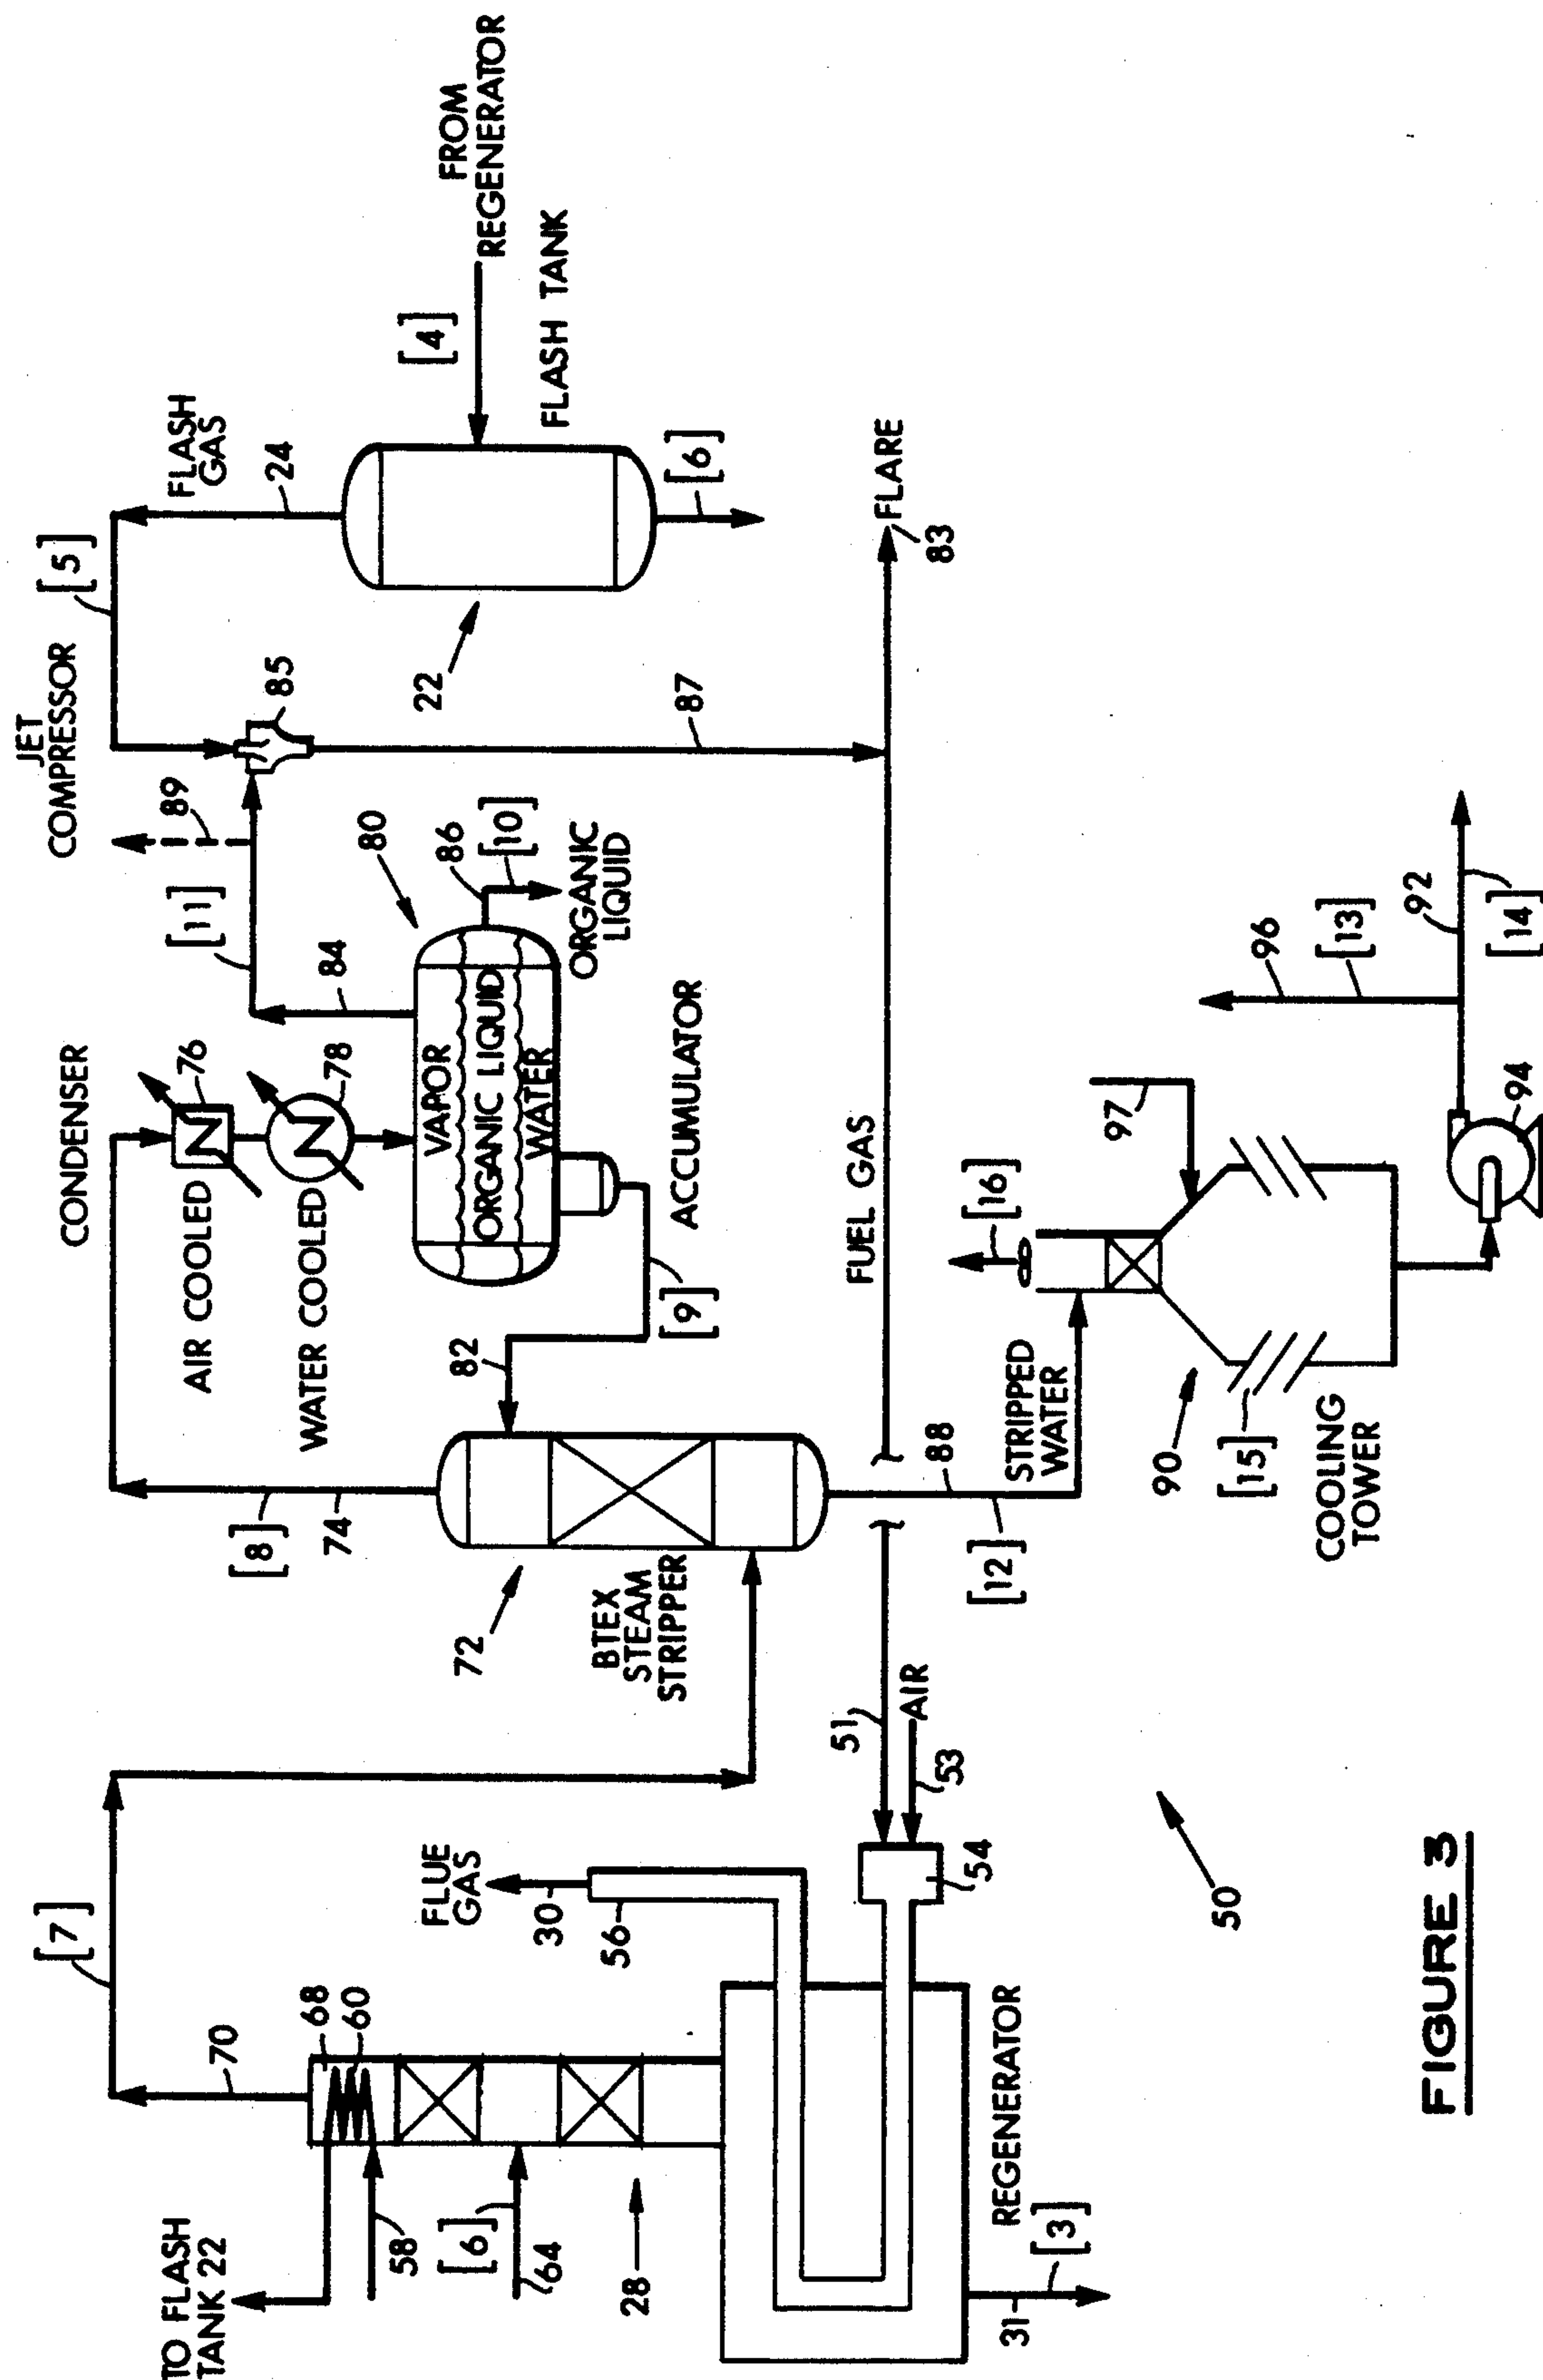 TO FLASH
TANK 22
58
[6]
64
28
68
60
70
[7]
FLUE
GAS
30
56
54
51
AIR
53
REGENERATOR
31
[3]
50
[8]
74
72
BTEX
STEAM
STRIPPER
82
[9]
88
[12]
STRIPPED
WATER
CONDENSER
AIR COOLED
76
WATER COOLED
78
VAPOR
ORGANIC LIQUID
WATER
80
84
[11]
86
[10]
ORGANIC
LIQUID
ACCUMULATOR
89
JET
COMPRESSOR
85
[5]
87
FLASH
GAS
24
22
[4]
FROM
REGENERATOR
FLASH TANK
[6]
FUEL GAS
FLARE
83
[16]
97
90
[15]
COOLING
TOWER
94
96
[13]
92
[14]
FIGURE 3